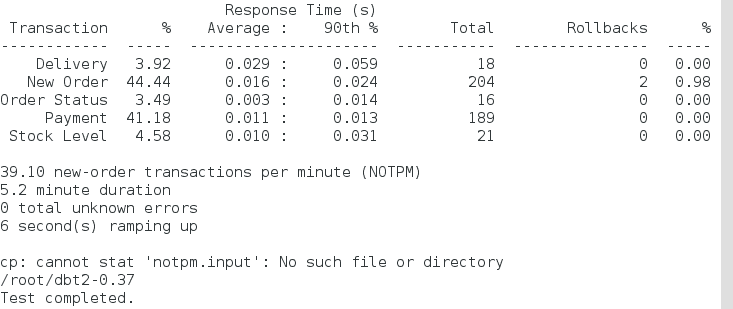 Response Time (s)
Transaction % Average : 90th % Total Rollbacks %
------------ ----- --------------------- ----------- --------------- -----
Delivery 3.92 0.029 : 0.059 18 0 0.00
New Order 44.44 0.016 : 0.024 204 2 0.98
Order Status 3.49 0.003 : 0.014 16 0 0.00
Payment 41.18 0.011 : 0.013 189 0 0.00
Stock Level 4.58 0.010 : 0.031 21 0 0.00
39.10 new-order transactions per minute (NOTPM)
5.2 minute duration
0 total unknown errors
6 second(s) ramping up
cp: cannot stat 'notpm.input': No such file or directory
/root/dbt2-0.37
Test completed.